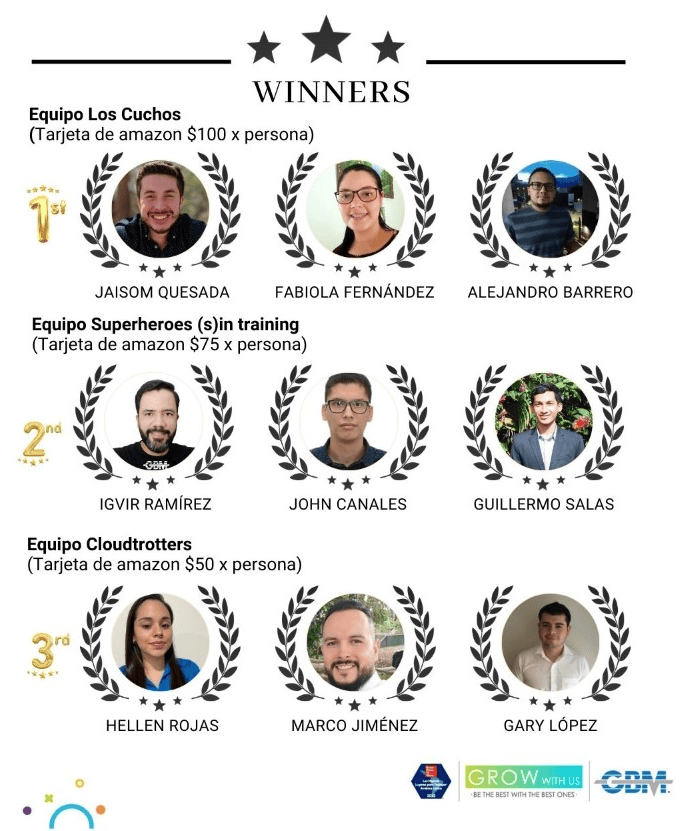 WINNERS
Equipo Los Cuchos
(Tarjeta de amazon $100 x persona)
1st
JAISOM QUESADA FABIOLA FERNÁNDEZ ALEJANDRO BARRERO
Equipo Superheroes (s)in training
(Tarjeta de amazon $75 x persona)
GBM
2nd
IGVIR RAMÍREZ JOHN CANALES GUILLERMO SALAS
Equipo Cloudtrotters
(Tarjeta de amazon $50 x persona)
3rd
HELLEN ROJAS MARCO JIMÉNEZ GARY LÓPEZ
GROW WITH US
·BE THE BEST WITH THE BEST ONES·
GBM